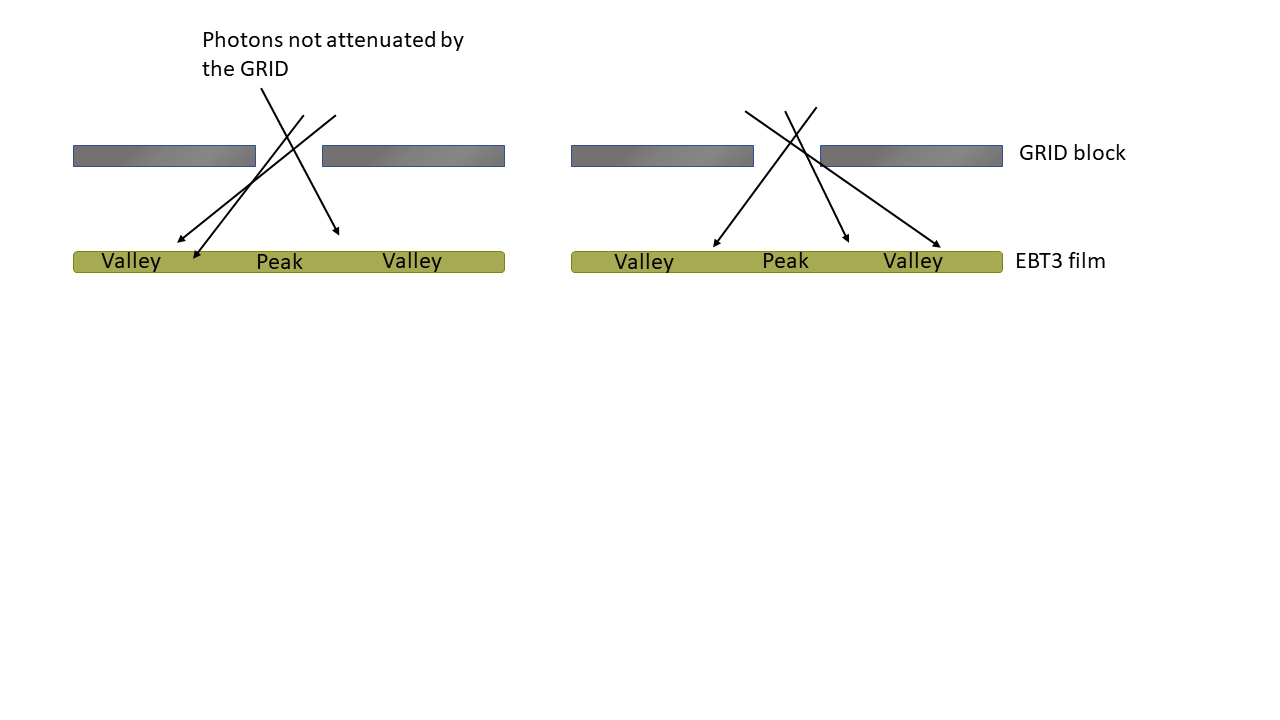 Photons not attenuated by
the GRID
GRID block
Valley
Peak
Valley
Valley
Peak
Valley
EBT3 film